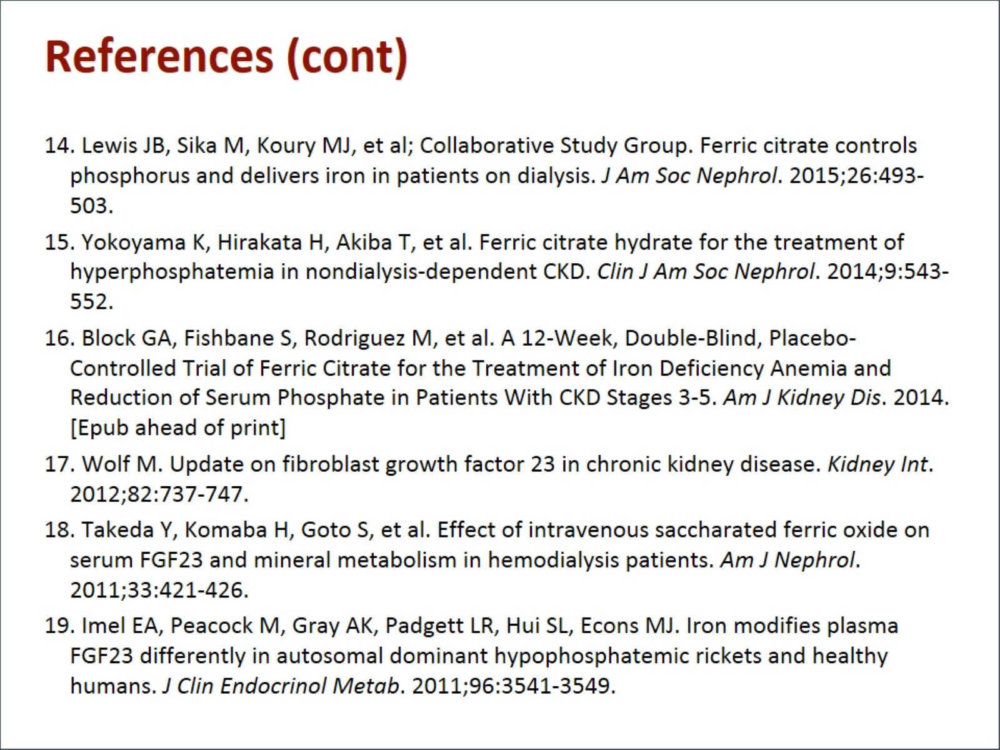 References (cont)
14. Lewis JB, Sika M, Koury MJ, et al; Collaborative Study Group. Ferric citrate controls
phosphorus and delivers iron in patients on dialysis. J Am Soc Nephrol. 2015;26:493-
503.
15. Yokoyama K, Hirakata H, Akiba T, et al. Ferric citrate hydrate for the treatment of
hyperphosphatemia in nondialysis-dependent CKD. Clin J Am Soc Nephrol. 2014;9:543-
552.
16. Block GA, Fishbane S, Rodriguez M, et al. A 12-Week, Double-Blind, Placebo-
Controlled Trial of Ferric Citrate for the Treatment of Iron Deficiency Anemia and
Reduction of Serum Phosphate in Patients With CKD Stages 3-5. Am J Kidney Dis. 2014.
[Epub ahead of print]
17. Wolf M. Update on fibroblast growth factor 23 in chronic kidney disease. Kidney Int.
2012;82:737-747.
18. Takeda Y, Komaba H, Goto S, et al. Effect of intravenous saccharated ferric oxide on
serum FGF23 and mineral metabolism in hemodialysis patients. Am J Nephrol.
2011;33:421-426.
19. Imel EA, Peacock M, Gray AK, Padgett LR, Hui SL, Econs MJ. Iron modifies plasma
FGF23 differently in autosomal dominant hypophosphatemic rickets and healthy
humans. J Clin Endocrinol Metab. 2011;96:3541-3549.